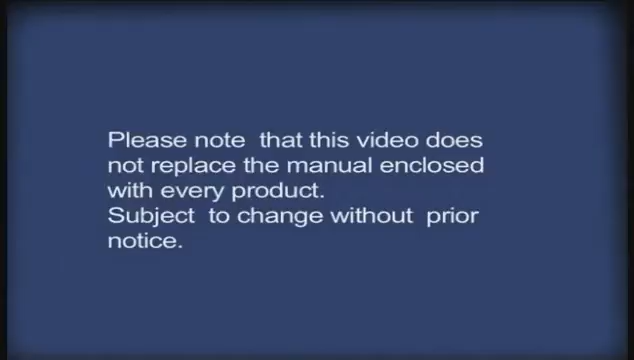 Please note  that this video does
not replace the manual enclosed
with every product.
Subject  to change without  prior
notice.